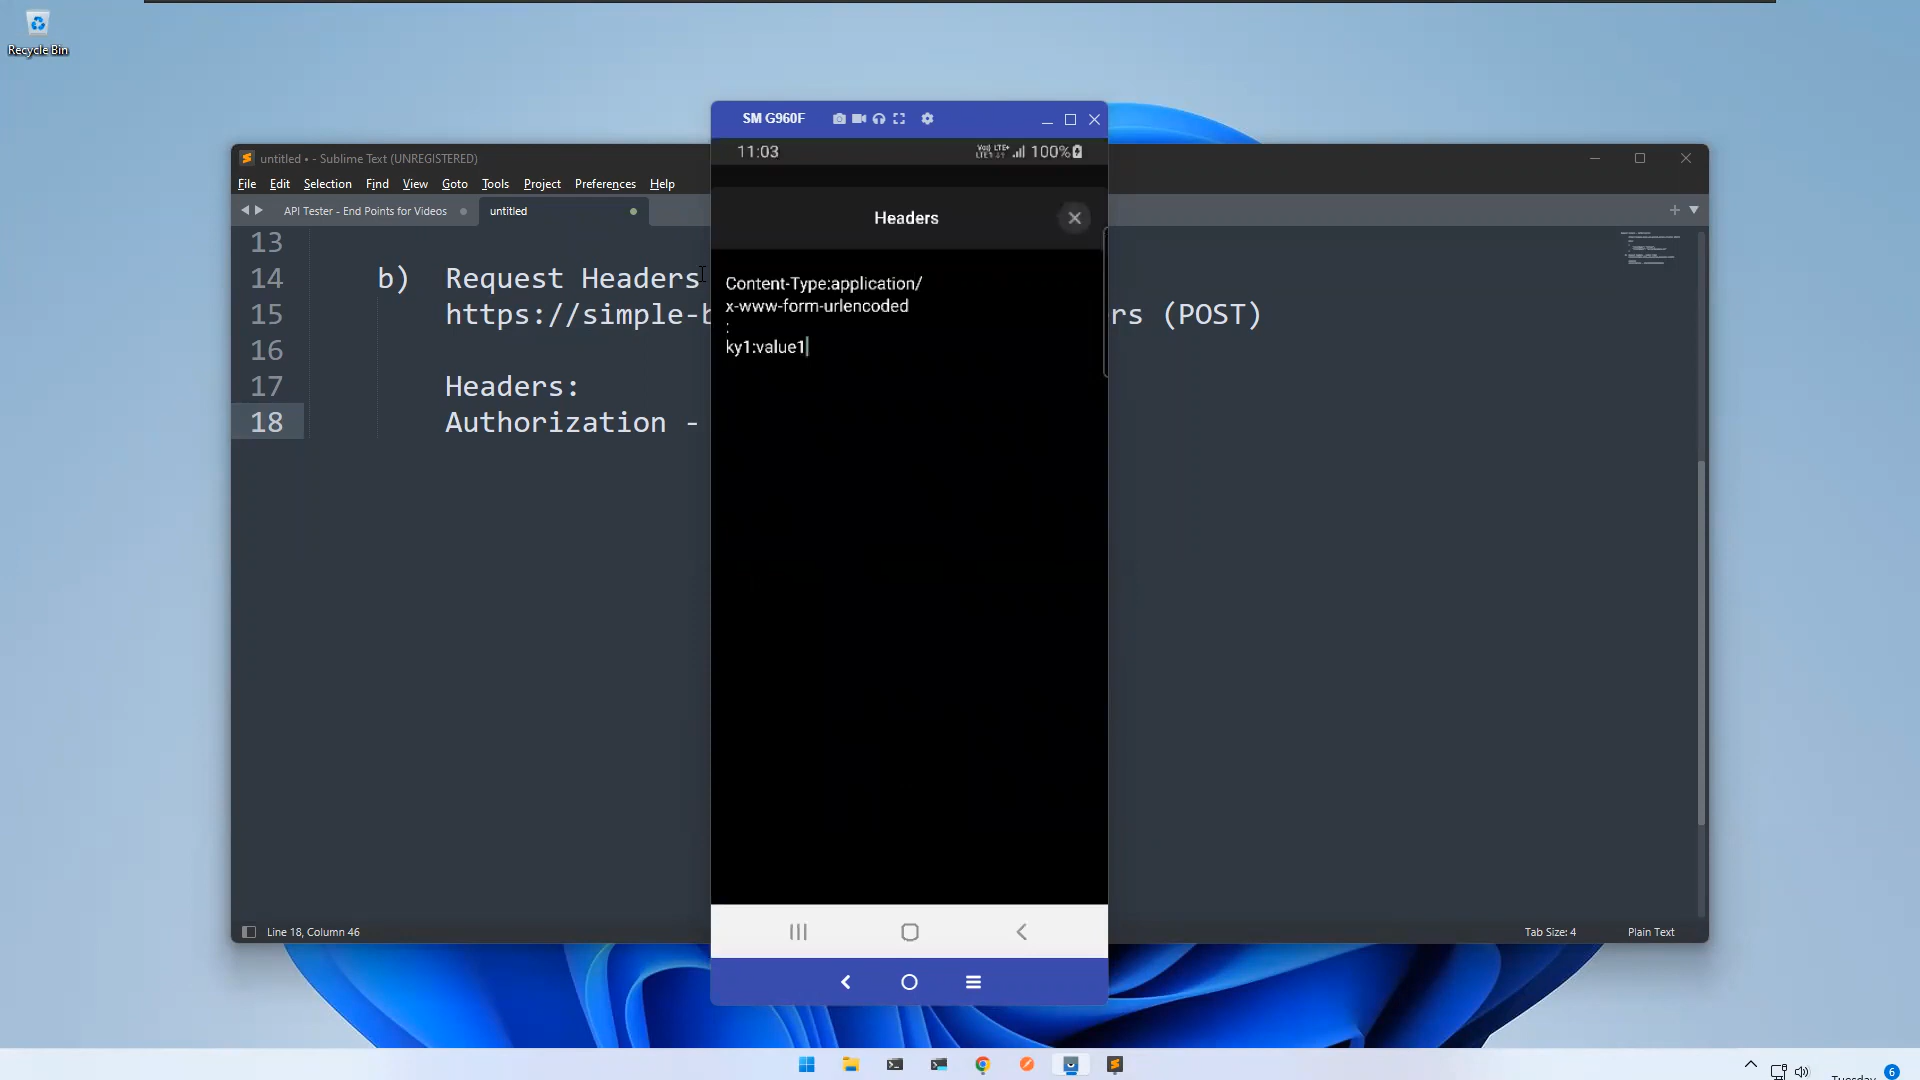 Recycle Bin
SM G960F
11:03
100%
Headers
Content-Type:application/
x-www-form-urlencoded
:
ky1:value1
untitled • - Sublime Text (UNREGISTERED)
File Edit Selection Find View Goto Tools Project Preferences Help
API Tester - End Points for Videos untitled
13
14 b) Request Headers
15 https://simple-b rs (POST)
16
17 Headers:
18 Authorization -
Line 18, Column 46
Tab Size: 4
Plain Text
6